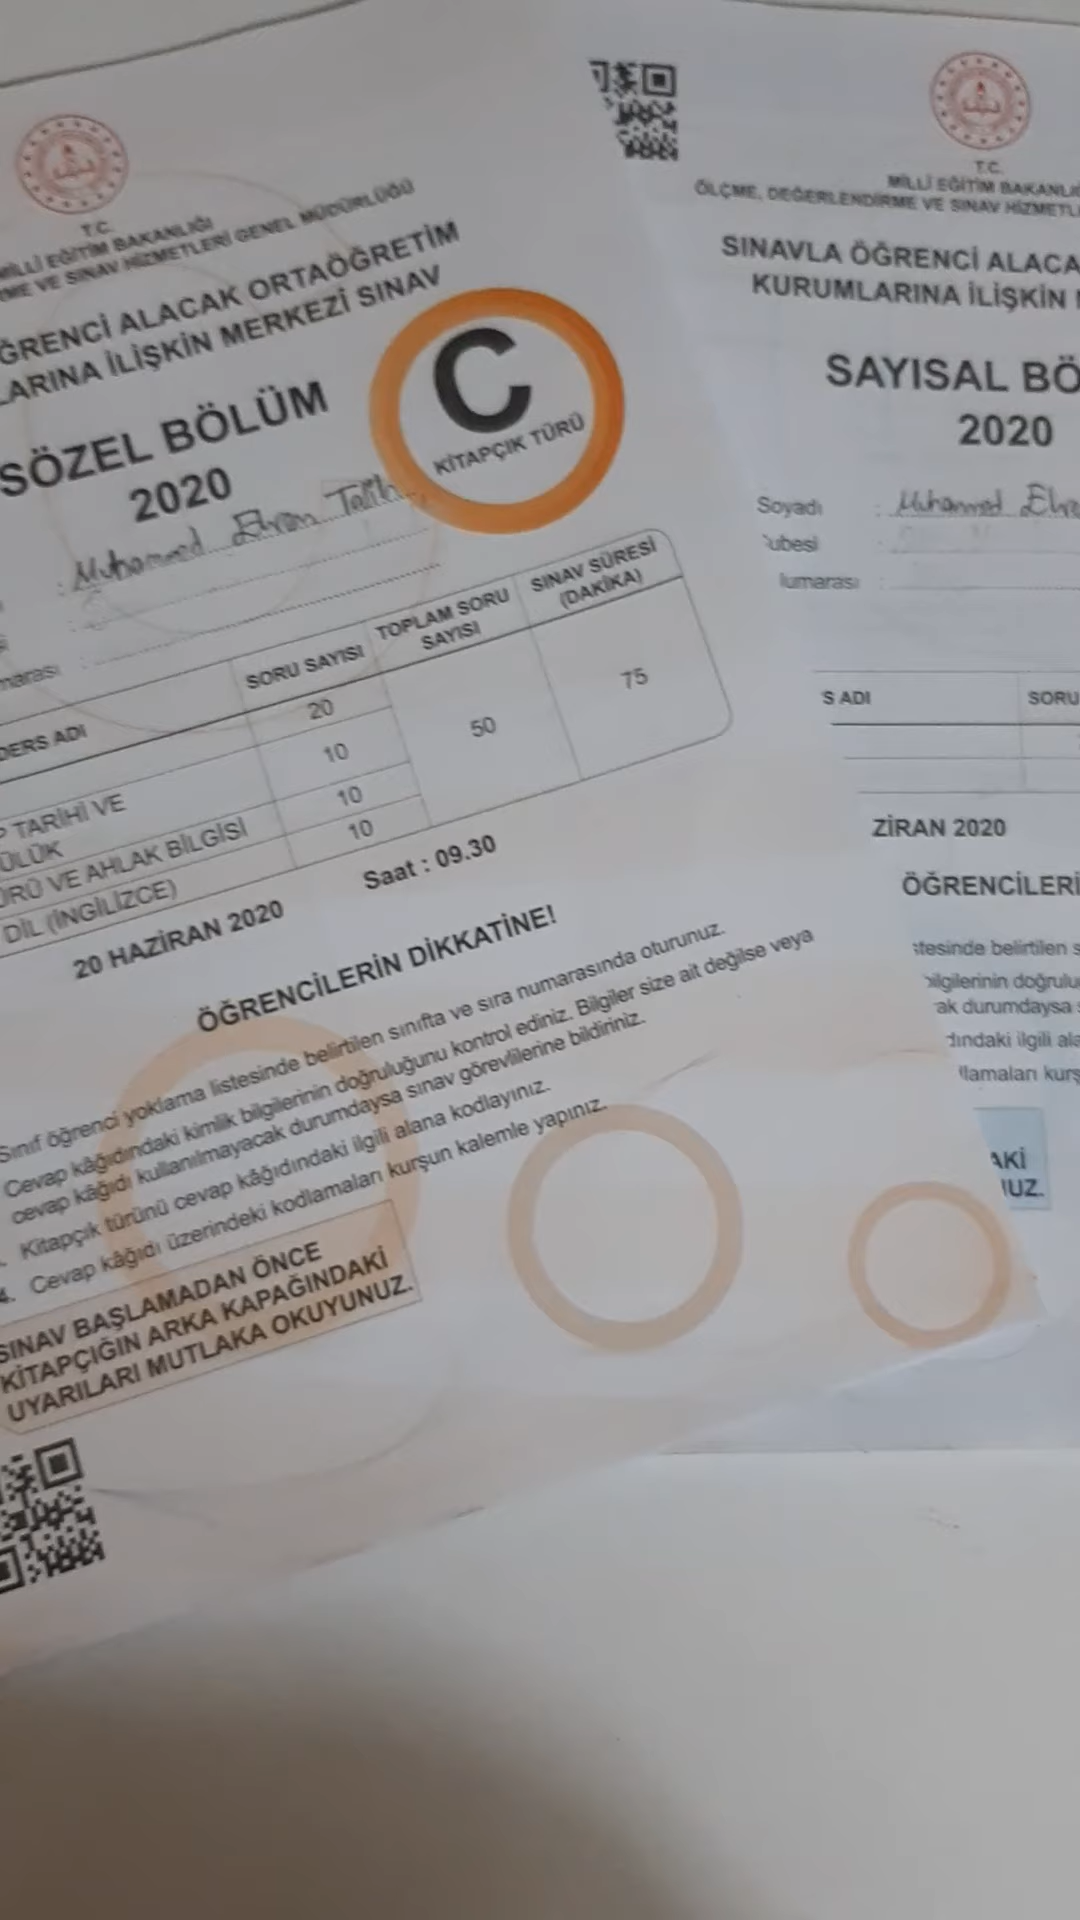 T.C.
MİLLİ EĞİTİM BAKANLIĞI
ME VE SINAV HİZMETLERİ GENEL MÜDÜRLÜĞÜ
ĞRENCİ ALACAK ORTAÖĞRETİM
LARINA İLİŞKİN MERKEZİ SINAV
SÖZEL BÖLÜM
2020
C
KİTAPÇIK TÜRÜ
: Muhammed
marası :
DERS ADI
SORU SAYISI
TOPLAM SORU
SAYISI
SINAV SÜRESİ
(DAKİKA)
20
P TARİHİ VE
ÜLÜK
10
ÜRÜ VE AHLAK BİLGİSİ
10
DİL (İNGİLİZCE)
10
50
75
20 HAZİRAN 2020
Saat : 09.30
ÖĞRENCİLERİN DİKKATİNE!
Sınıf öğrenci yoklama listesinde belirtilen sınıfta ve sıra numarasında oturunuz.
Cevap kâğıdındaki kimlik bilgilerinin doğruluğunu kontrol ediniz. Bilgiler size ait değilse veya
cevap kâğıdı kullanılmayacak durumdaysa sınav görevlilerine bildiriniz.
. Kitapçık türünü cevap kâğıdındaki ilgili alana kodlayınız.
4. Cevap kâğıdı üzerindeki kodlamaları kurşun kalemle yapınız.
SINAV BAŞLAMADAN ÖNCE
KİTAPÇIĞIN ARKA KAPAĞINDAKİ
UYARILARI MUTLAKA OKUYUNUZ.
T.C.
MİLLİ EĞİTİM BAKANLI
ÖLÇME, DEĞERLENDİRME VE SINAV HİZMETL
SINAVLA ÖĞRENCİ ALACA
KURUMLARINA İLİŞKİN
SAYISAL BÖ
2020
Soyadı : Muhammed
ubesi :
umarası :
S ADI
SORU
ZİRAN 2020
ÖĞRENCİLERİ
stesinde belirtilen s
bilgilerinin doğrulu
ak durumdaysa
dındaki ilgili ala
lamaları kurş
AKİ
UZ.